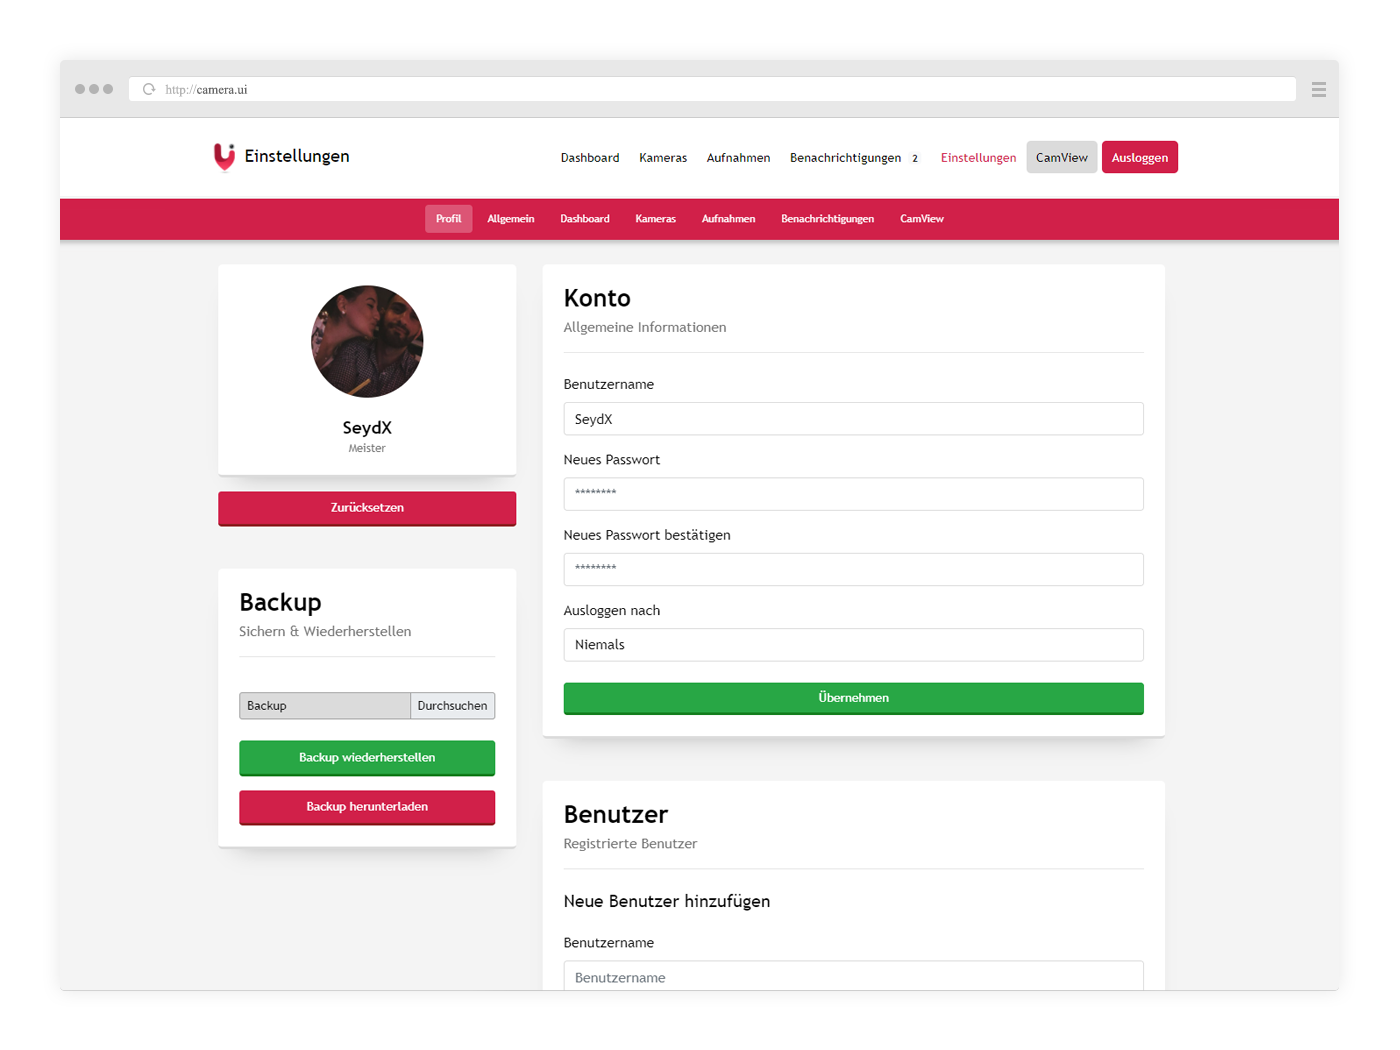 http://camera.ui
Einstellungen
Dashboard Kameras Aufnahmen Benachrichtigungen 2 Einstellungen CamView Ausloggen
Profil Allgemein Dashboard Kameras Aufnahmen Benachrichtigungen CamView
SeydX
Meister
Zurücksetzen
Backup
Sichern & Wiederherstellen
Backup Durchsuchen
Backup wiederherstellen
Backup herunterladen
Konto
Allgemeine Informationen
Benutzername
SeydX
Neues Passwort
********
Neues Passwort bestätigen
********
Ausloggen nach
Niemals
Übernehmen
Benutzer
Registrierte Benutzer
Neue Benutzer hinzufügen
Benutzername
Benutzername